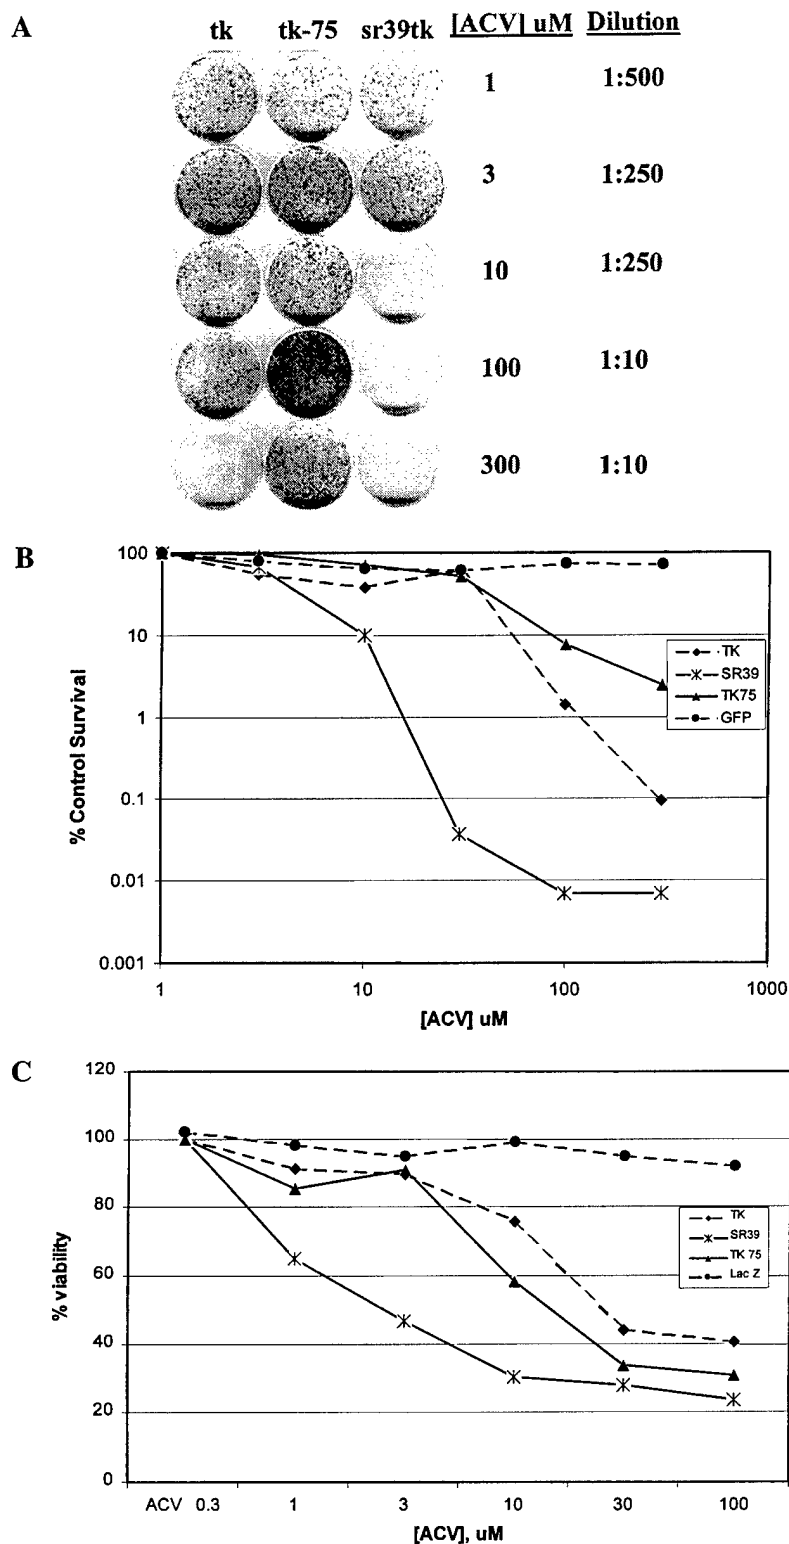 A
tk tk-75 sr39tk [ACV] uM Dilution
1 1:500
3 1:250
10 1:250
100 1:10
300 1:10
B
% Control Survival
100
10
1
0.1
0.01
0.001
1 10 100 1000
[ACV] uM
TK
SR39
TK75
GFP
C
% viability
120
100
80
60
40
20
0
ACV 0.3 1 3 10 30 100
[ACV], uM
TK
SR39
TK 75
Lac Z